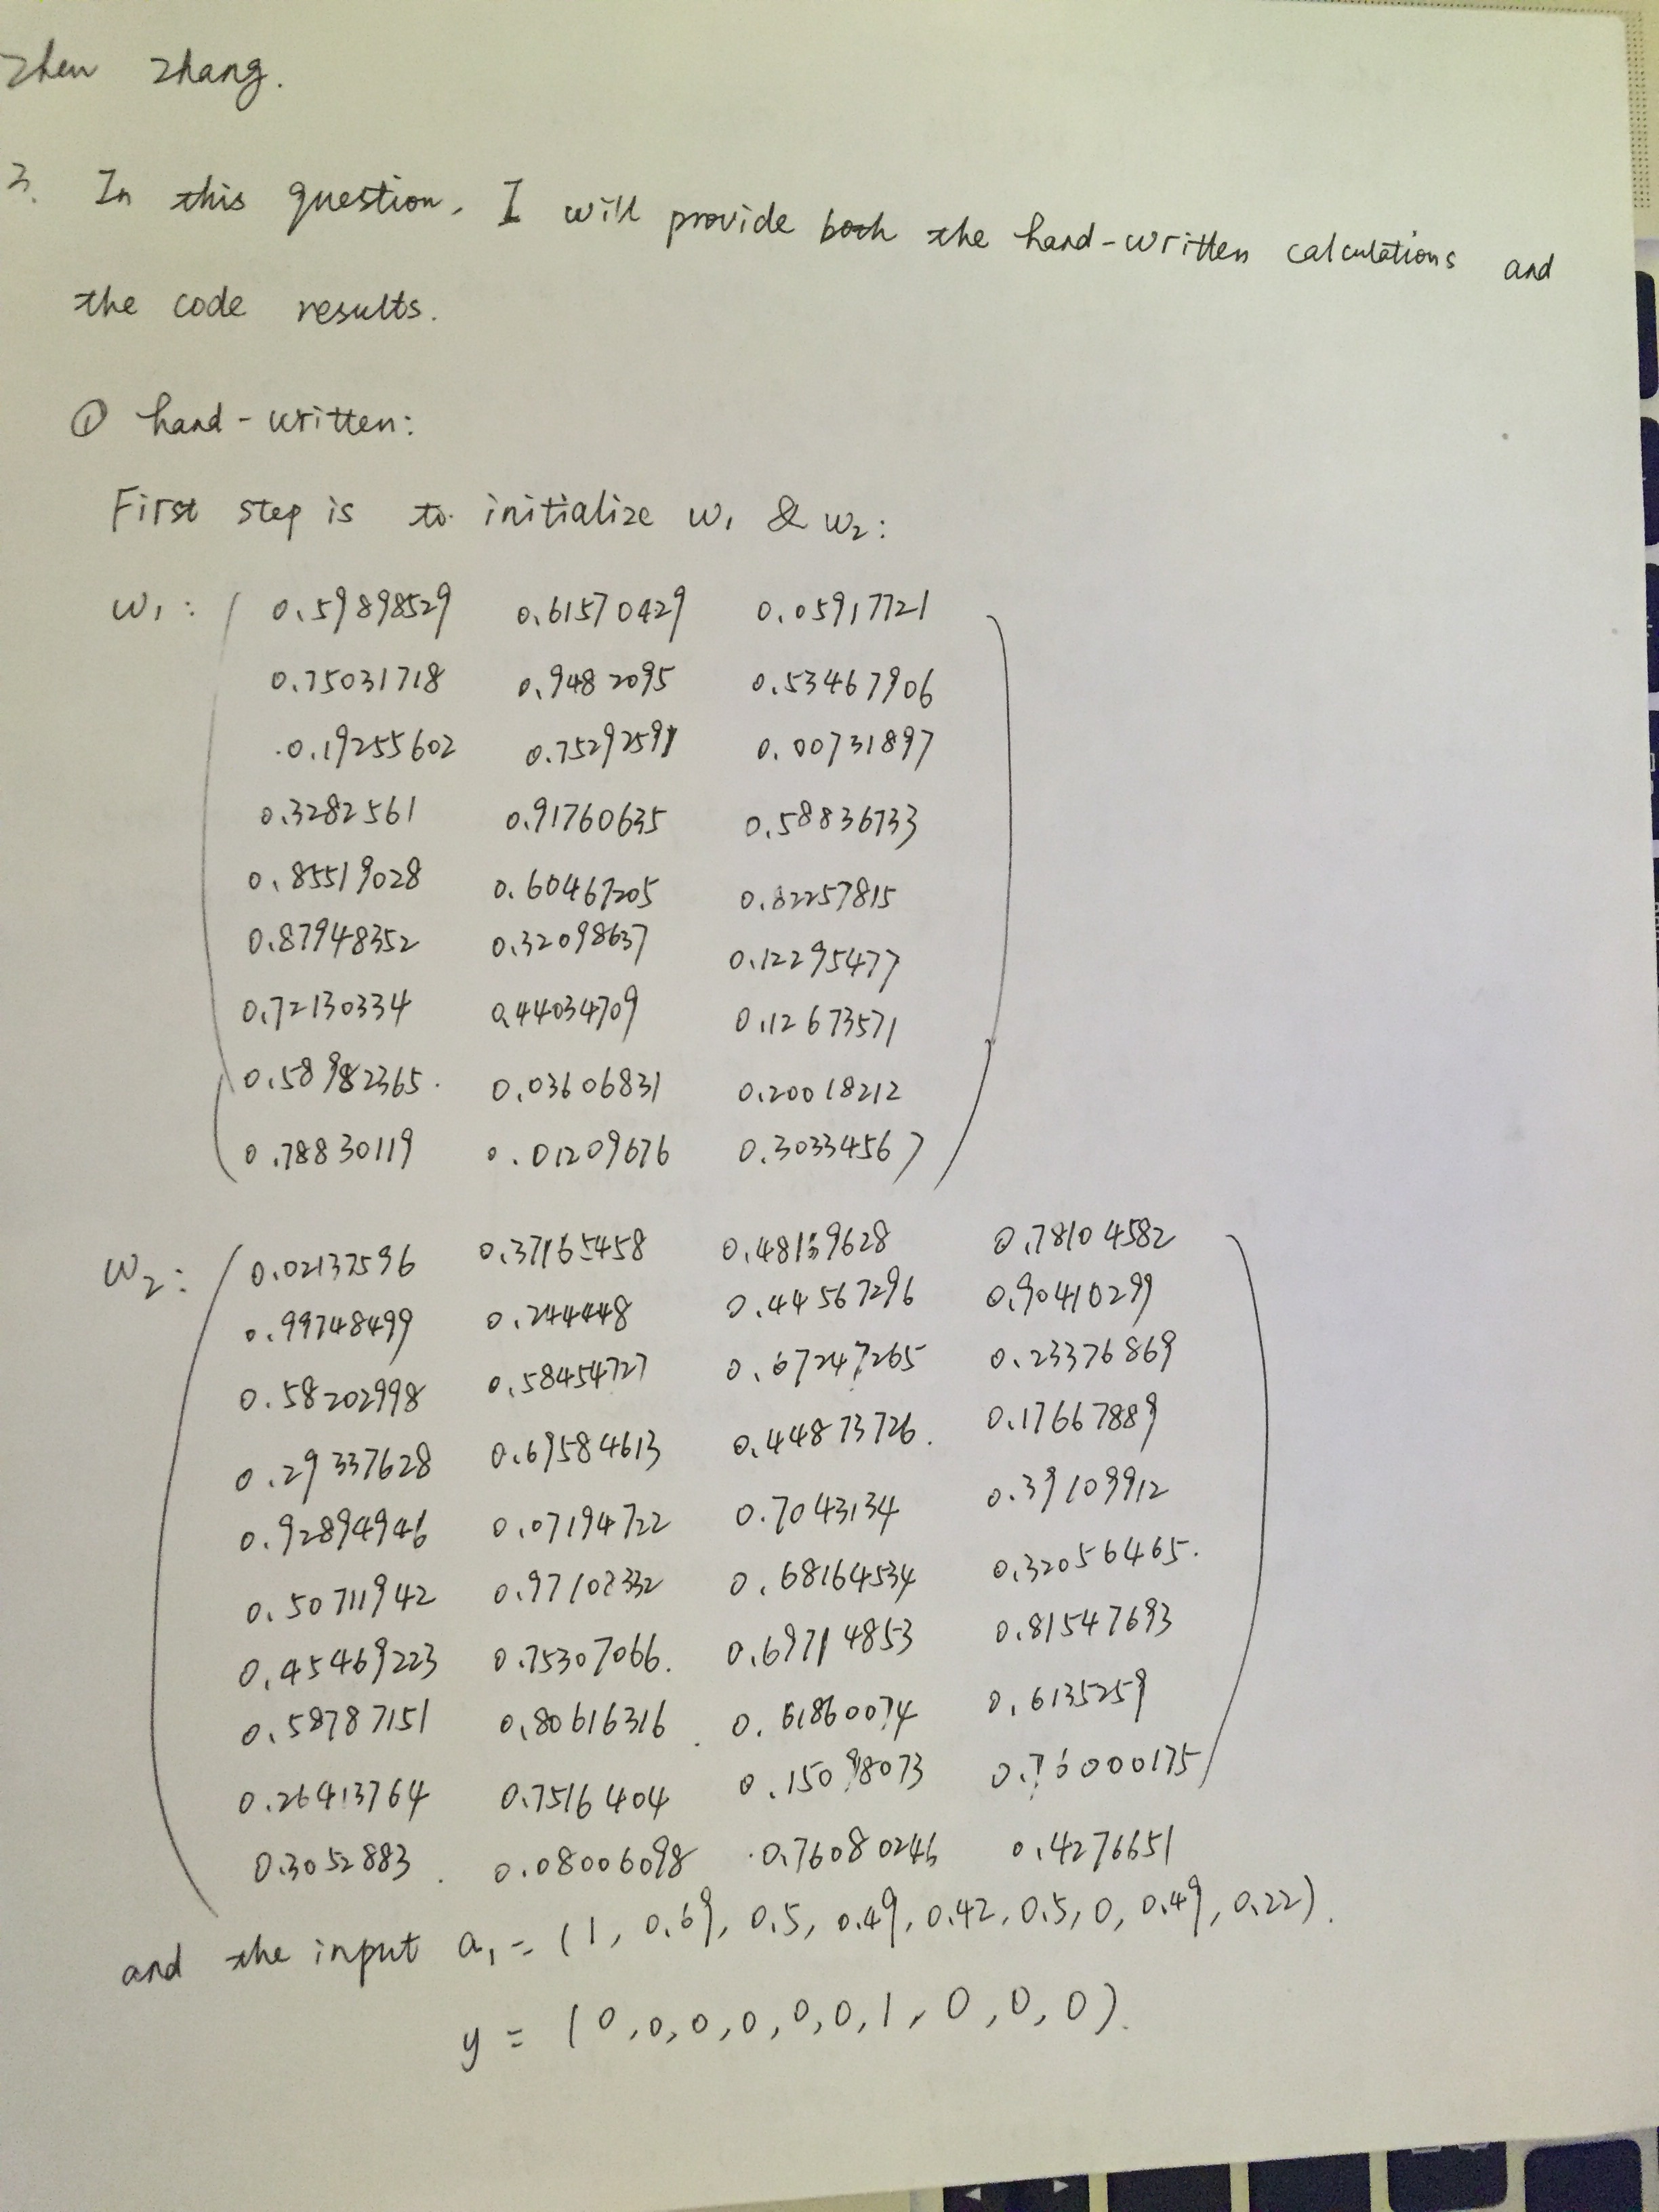 Zhen Zhang.
3. In this question, I will provide both the hand-written calculations and
the code results.
① hand-written:
First step is to initialize w₁ & w₂:
w₁: 0.59898529 0.61570429 0.05917721
0.75031718 0.9482095 0.53467906
0.19255602 0.75292591 0.00731897
0.3282561 0.91760635 0.58836733
0.85519028 0.60467205 0.82257815
0.87948352 0.32098637 0.12295477
0.72130334 0.44034709 0.12673571
0.58982365 0.03606831 0.20018212
0.78830119 0.01209676 0.30334567
w₂: 0.02137596 0.37165458 0.48139628 0.78104582
0.99748499 0.244448 0.44567296 0.90410299
0.58202998 0.58454727 0.67247265 0.23376869
0.29337628 0.69584613 0.44873726 0.17667889
0.92894946 0.07194722 0.7043134 0.39109912
0.50711942 0.97102332 0.68164534 0.32056465
0.45469223 0.75307066 0.69714853 0.81547693
0.58787151 0.80616316 0.61860074 0.6135259
0.26413764 0.7516404 0.15098073 0.76000175
0.3052883 0.08006098 0.76080246 0.4276651
and the input a₁ = (1, 0.69, 0.5, 0.49, 0.42, 0.5, 0, 0.49, 0.22).
y = (0, 0, 0, 0, 0, 0, 1, 0, 0, 0).